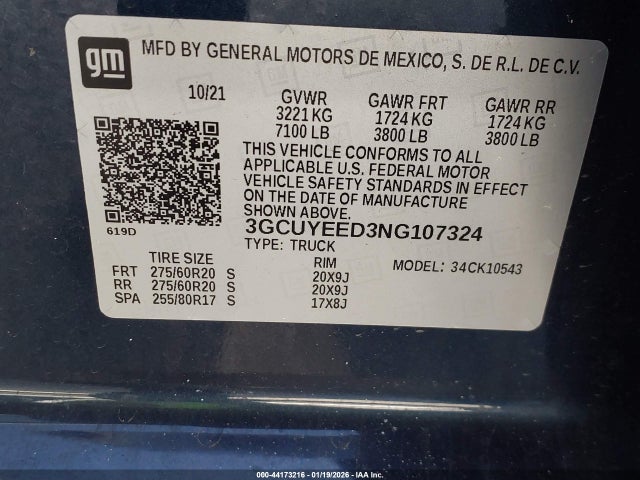 gm
MFD BY GENERAL MOTORS DE MEXICO, S. DE R.L. DE C.V.
10/21 GVWR GAWR FRT GAWR RR
3221 KG 1724 KG 1724 KG
7100 LB 3800 LB 3800 LB
THIS VEHICLE CONFORMS TO ALL
APPLICABLE U.S. FEDERAL MOTOR
VEHICLE SAFETY STANDARDS IN EFFECT
ON THE DATE OF MANUFACTURE
SHOWN ABOVE.
619D
3GCUYEED3NG107324
TYPE: TRUCK
TIRE SIZE RIM MODEL: 34CK10543
FRT 275/60R20 S 20X9J
RR 275/60R20 S 20X9J
SPA 255/80R17 S 17X8J
000-44173216 - 01/19/2026 - IAA Inc.